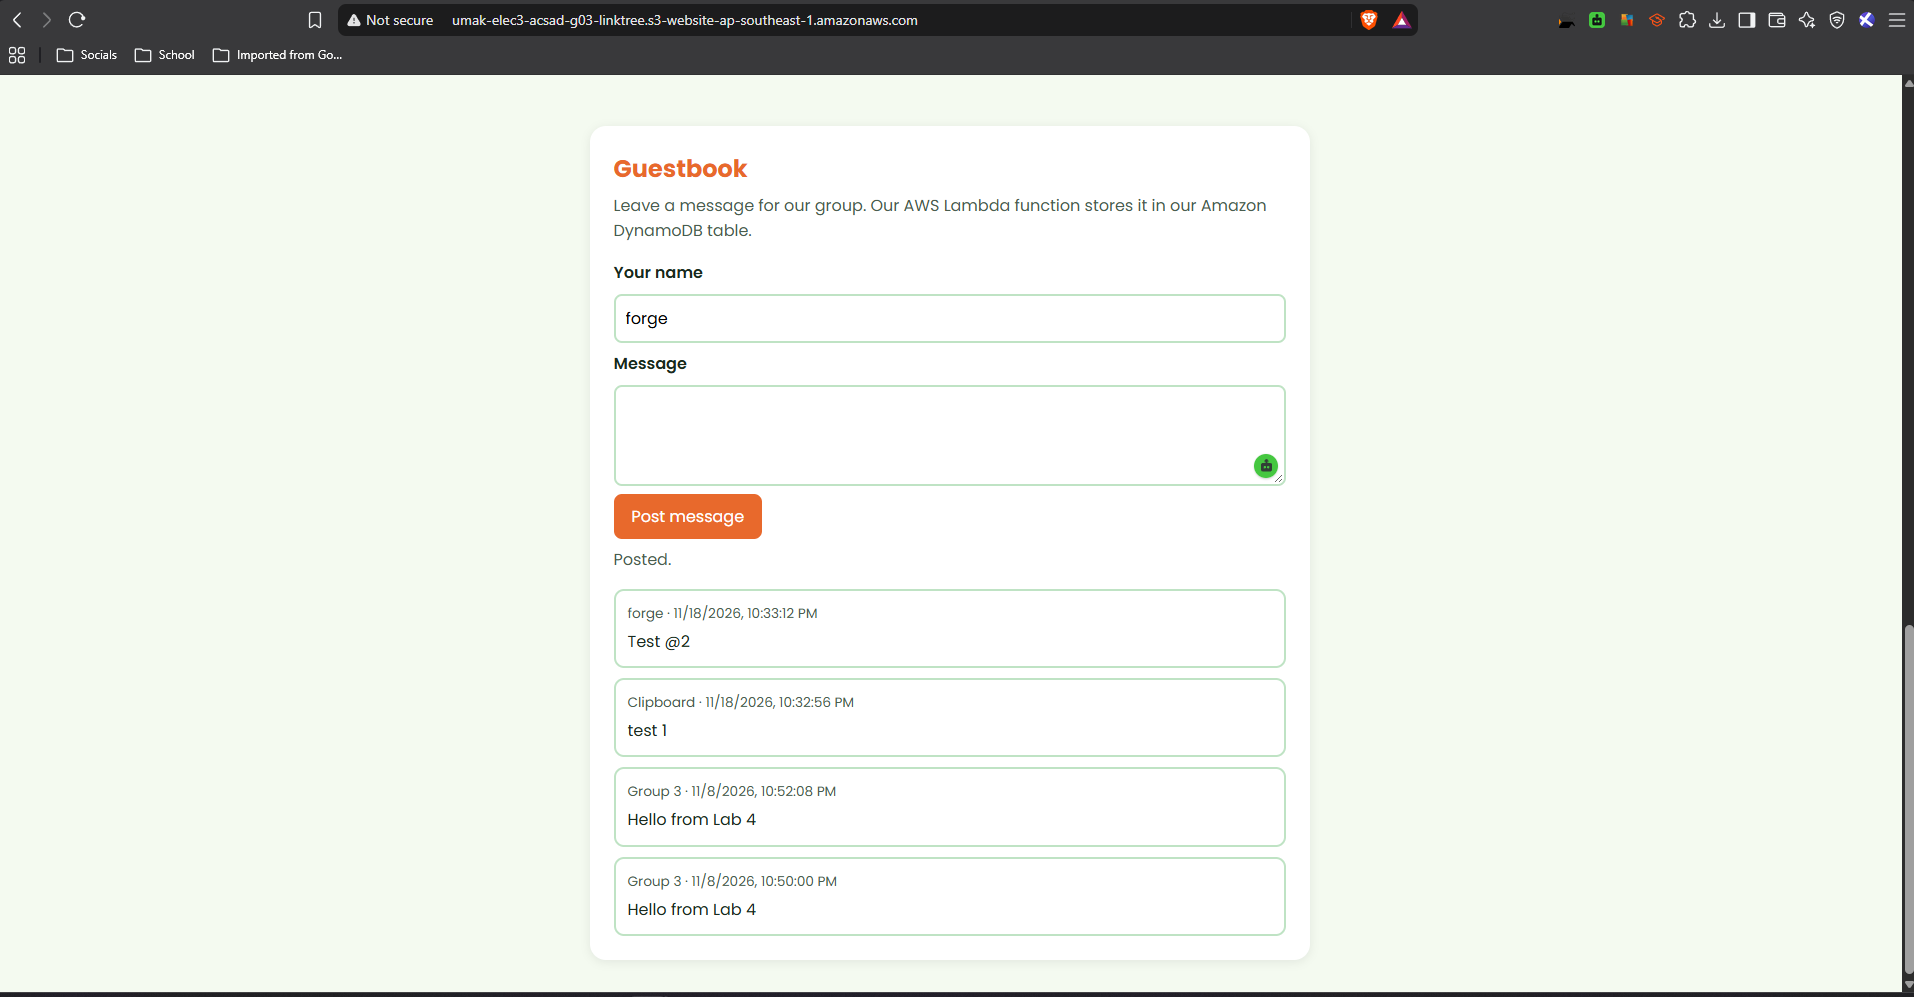 Not secure umak-elec3-acsad-g03-linktree.s3-website-ap-southeast-1.amazonaws.com
Socials School Imported from Go...
Guestbook
Leave a message for our group. Our AWS Lambda function stores it in our Amazon
DynamoDB table.
Your name
forge
Message
Post message
Posted.
forge · 11/18/2026, 10:33:12 PM
Test @2
Clipboard · 11/18/2026, 10:32:56 PM
test 1
Group 3 · 11/8/2026, 10:52:08 PM
Hello from Lab 4
Group 3 · 11/8/2026, 10:50:00 PM
Hello from Lab 4